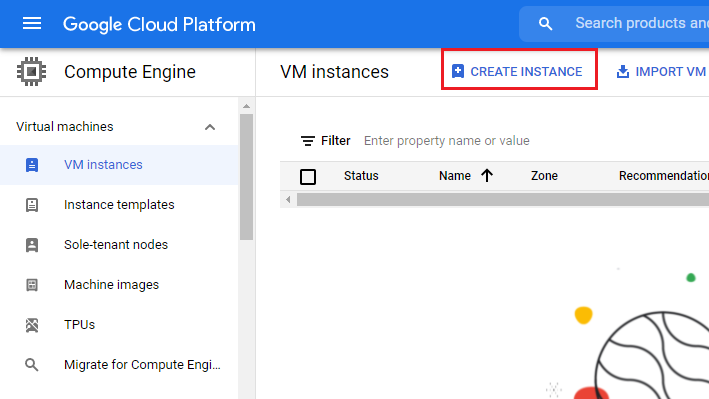 Google Cloud Platform
Search products and
Compute Engine
VM instances
CREATE INSTANCE
IMPORT VM
Virtual machines
VM instances
Instance templates
Sole-tenant nodes
Machine images
TPUs
Migrate for Compute Engi...
Filter Enter property name or value
Status Name Zone Recommendation